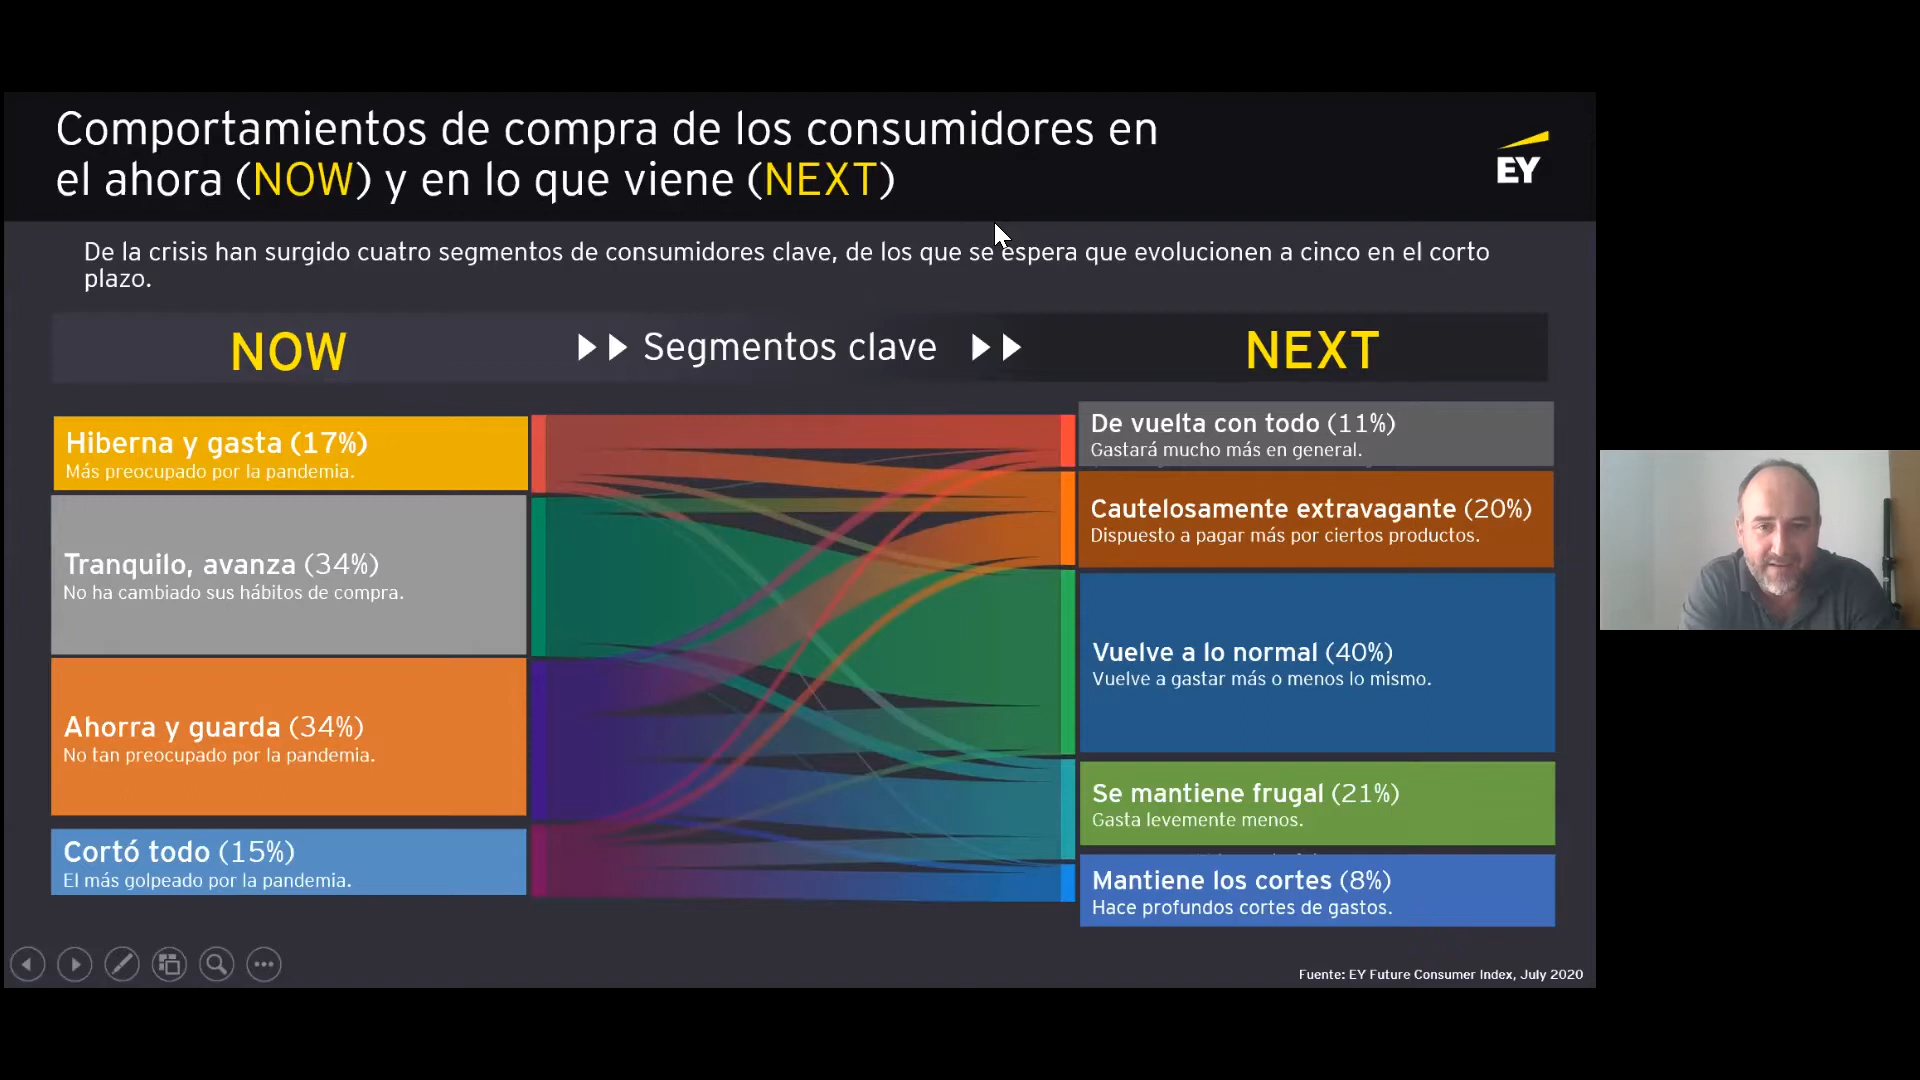 Comportamientos de compra de los consumidores en
el ahora (NOW) y en lo que viene (NEXT)
EY
De la crisis han surgido cuatro segmentos de consumidores clave, de los que se espera que evolucionen a cinco en el corto
plazo.
NOW
Segmentos clave
NEXT
Hiberna y gasta (17%)
Más preocupado por la pandemia.
Tranquilo, avanza (34%)
No ha cambiado sus hábitos de compra.
Ahorra y guarda (34%)
No tan preocupado por la pandemia.
Cortó todo (15%)
El más golpeado por la pandemia.
De vuelta con todo (11%)
Gastará mucho más en general.
Cautelosamente extravagante (20%)
Dispuesto a pagar más por ciertos productos.
Vuelve a lo normal (40%)
Vuelve a gastar más o menos lo mismo.
Se mantiene frugal (21%)
Gasta levemente menos.
Mantiene los cortes (8%)
Hace profundos cortes de gastos.
Fuente: EY Future Consumer Index, July 2020